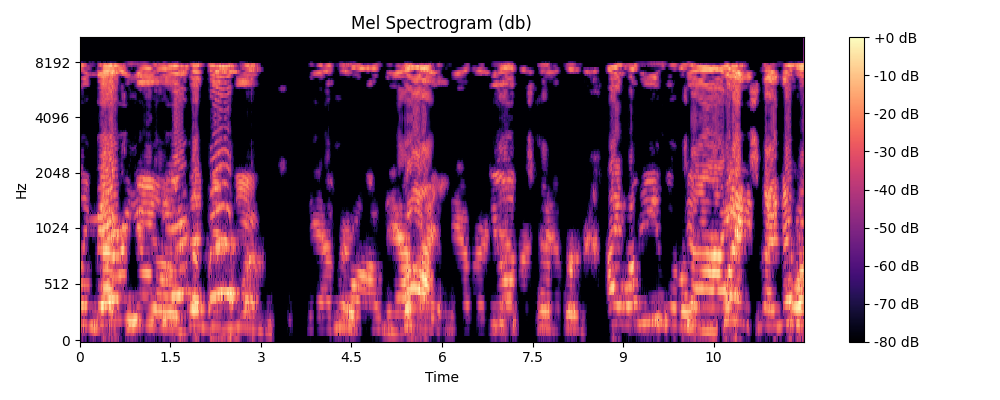 Mel Spectrogram (db)
8192
4096
2048
1024
512
0
Hz
0 1.5 3 4.5 6 7.5 9 10
Time
+0 dB
-10 dB
-20 dB
-30 dB
-40 dB
-50 dB
-60 dB
-70 dB
-80 dB